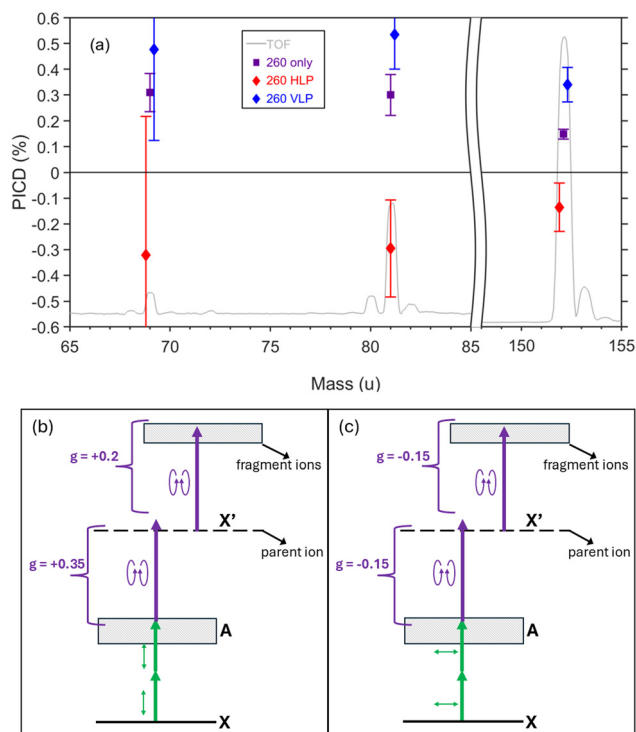 (a)
TOF
260 only
260 HLP
260 VLP
PICD (%)
0.6
0.5
0.4
0.3
0.2
0.1
0
-0.1
-0.2
-0.3
-0.4
-0.5
-0.6
65 70 75 80 85 150 155
Mass (u)
(b)
g = +0.2
fragment ions
X'
parent ion
g = +0.35
A
X
(c)
g = -0.15
fragment ions
X'
parent ion
g = -0.15
A
X